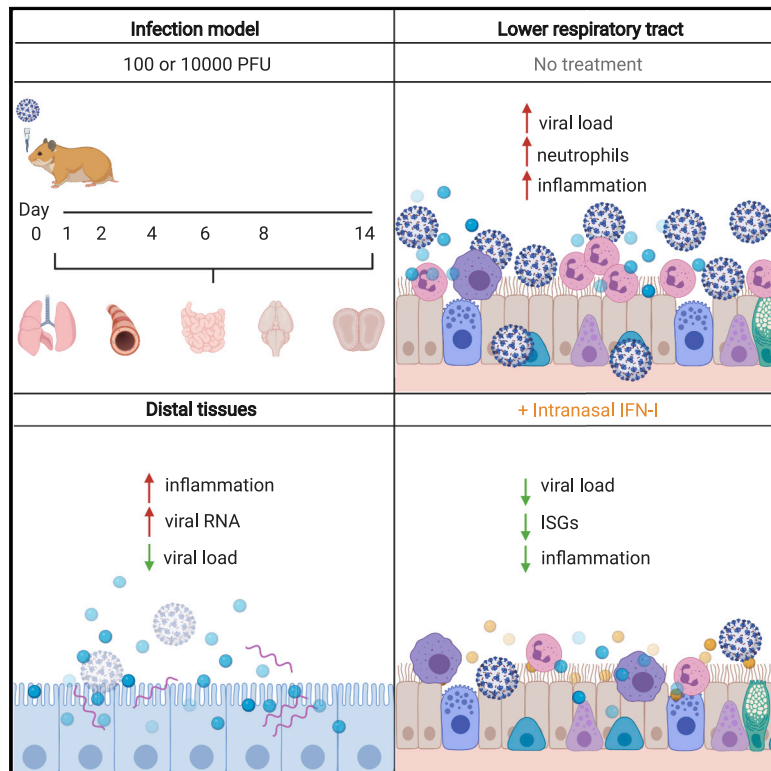 Infection model
100 or 10000 PFU
Day
0 1 2 4 6 8 14
Lower respiratory tract
No treatment
viral load
neutrophils
inflammation
Distal tissues
inflammation
viral RNA
viral load
+ Intranasal IFN-I
viral load
ISGs
inflammation